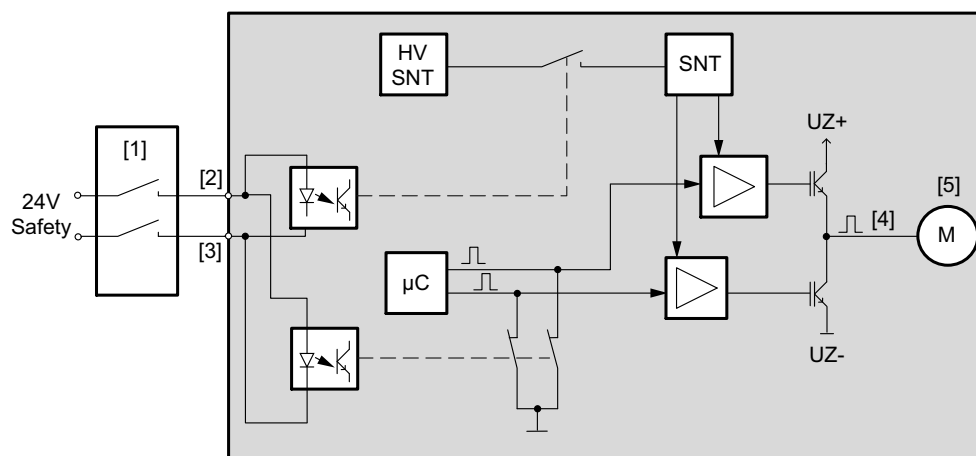 HV
SNT
SNT
UZ+
[1]
[2]
24V
Safety
[3]
[4]
[5]
M
µC
UZ-